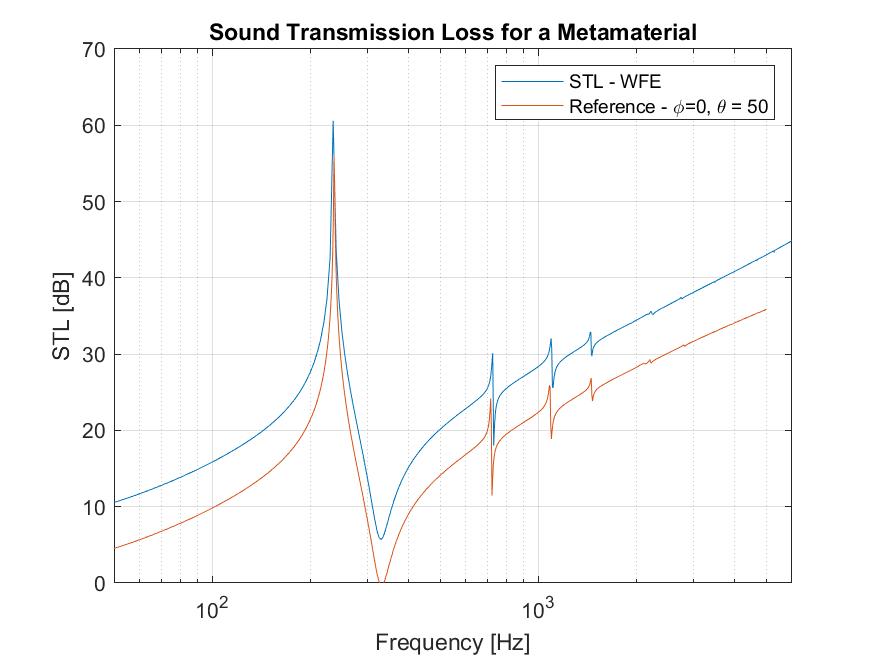 Sound Transmission Loss for a Metamaterial
70
60
50
40
30
20
10
0
STL [dB]
STL - WFE
Reference - ϕ=0, θ = 50
10²
10³
Frequency [Hz]